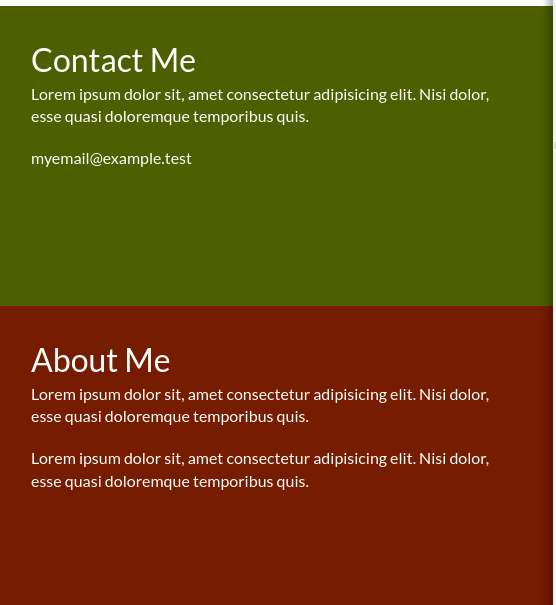 Contact Me
Lorem ipsum dolor sit, amet consectetur adipisicing elit. Nisi dolor,
esse quasi doloremque temporibus quis.
myemail@example.test
About Me
Lorem ipsum dolor sit, amet consectetur adipisicing elit. Nisi dolor,
esse quasi doloremque temporibus quis.
Lorem ipsum dolor sit, amet consectetur adipisicing elit. Nisi dolor,
esse quasi doloremque temporibus quis.